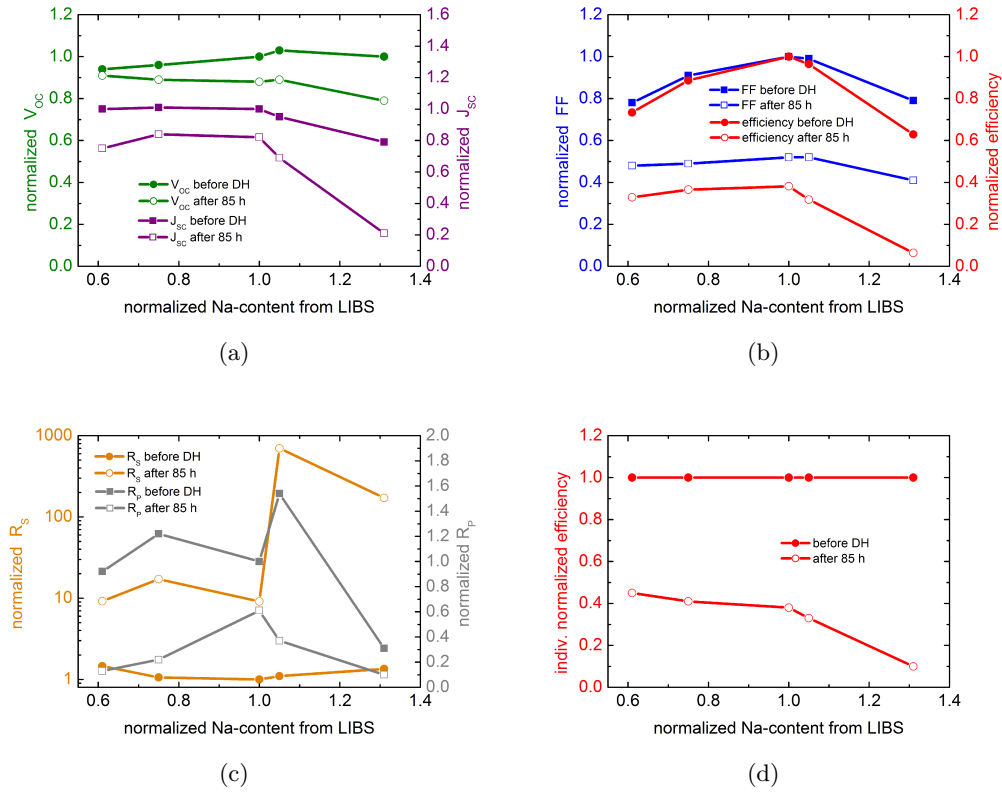 1.2
1.0
0.8
0.6
0.4
0.2
0.0
normalized V_OC
1.6
1.4
1.2
1.0
0.8
0.6
0.4
0.2
0.0
normalized J_SC
V_OC before DH
V_OC after 85 h
J_SC before DH
J_SC after 85 h
0.6 0.8 1.0 1.2 1.4
normalized Na-content from LIBS
(a)
1.2
1.0
0.8
0.6
0.4
0.2
0.0
normalized FF
1.2
1.0
0.8
0.6
0.4
0.2
0.0
normalized efficiency
FF before DH
FF after 85 h
efficiency before DH
efficiency after 85 h
0.6 0.8 1.0 1.2 1.4
normalized Na-content from LIBS
(b)
1000
100
10
1
normalized R_S
2.0
1.8
1.6
1.4
1.2
1.0
0.8
0.6
0.4
0.2
0.0
normalized R_P
R_S before DH
R_S after 85 h
R_P before DH
R_P after 85 h
0.6 0.8 1.0 1.2 1.4
normalized Na-content from LIBS
(c)
1.2
1.0
0.8
0.6
0.4
0.2
0.0
indiv. normalized efficiency
before DH
after 85 h
0.6 0.8 1.0 1.2 1.4
normalized Na-content from LIBS
(d)